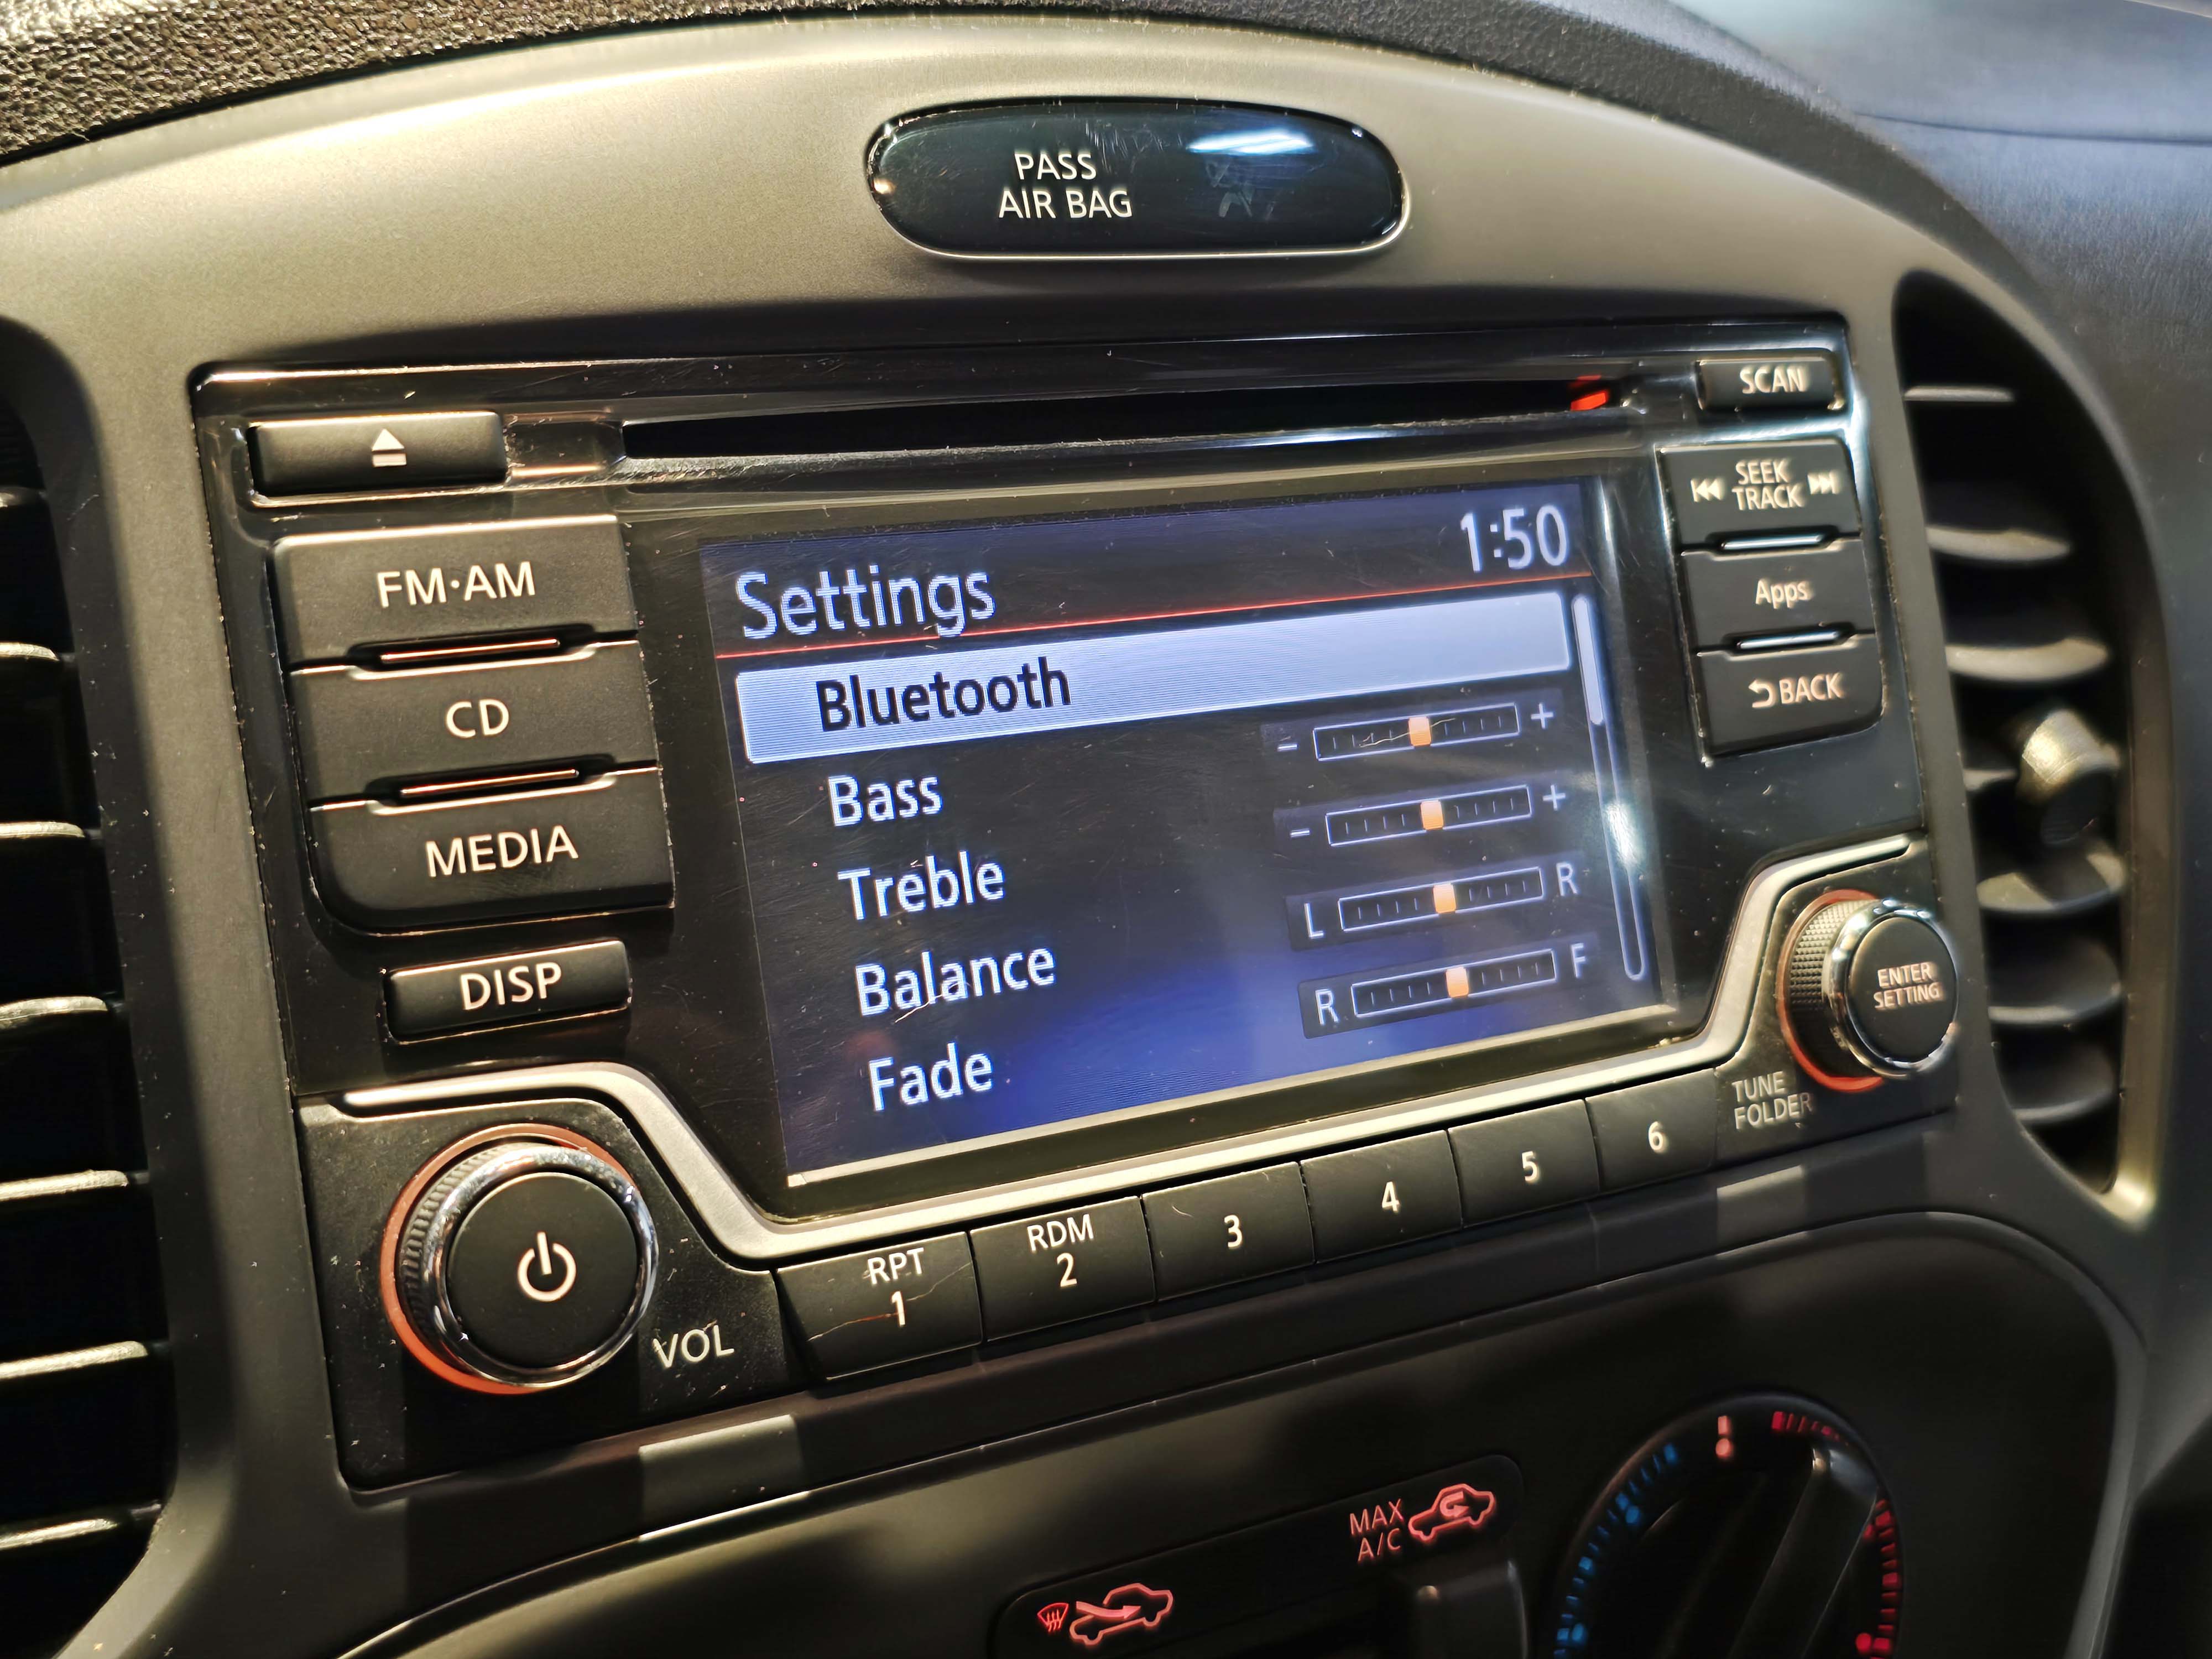 PASS
AIR BAG
SCAN
SEEK
TRACK
FM·AM
1:50
Settings
Apps
CD
Bluetooth
BACK
- +
Bass
MEDIA
- +
Treble
L R
DISP
Balance
ENTER
SETTING
R F
Fade
TUNE
FOLDER
VOL
RPT
1
RDM
2
3
4
5
6
MAX
A/C